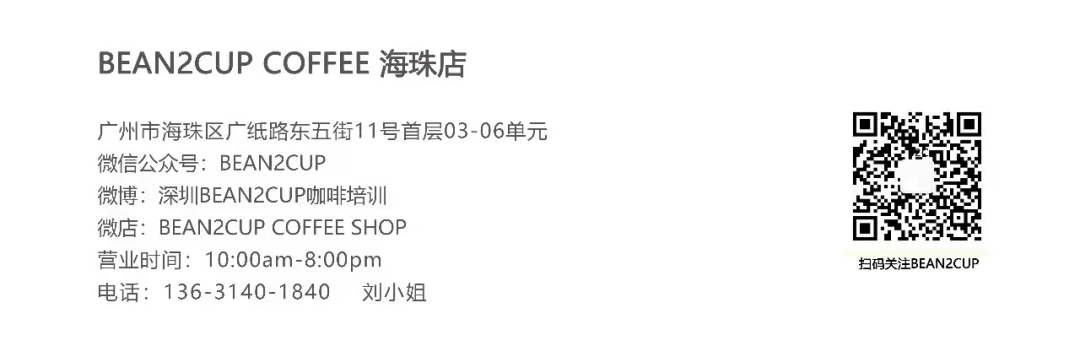 BEAN2CUP COFFEE 海珠店
广州市海珠区广纸路东五街11号首层03-06单元
微信公众号：BEAN2CUP
微博：深圳BEAN2CUP咖啡培训
微店：BEAN2CUP COFFEE SHOP
营业时间：10:00am-8:00pm
电话：136-3140-1840 刘小姐
扫码关注BEAN2CUP